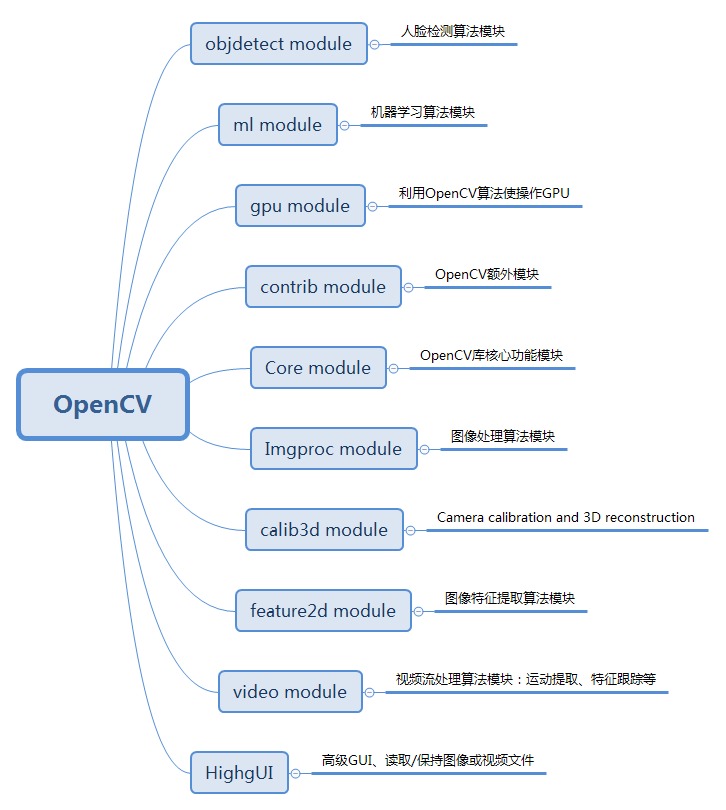 objdetect module
人脸检测算法模块
ml module
机器学习算法模块
gpu module
利用OpenCV算法使操作GPU
contrib module
OpenCV额外模块
Core module
OpenCV库核心功能模块
OpenCV
Imgproc module
图像处理算法模块
calib3d module
Camera calibration and 3D reconstruction
feature2d module
图像特征提取算法模块
video module
视频流处理算法模块：运动提取、特征跟踪等
HighgUI
高级GUI、读取/保持图像或视频文件